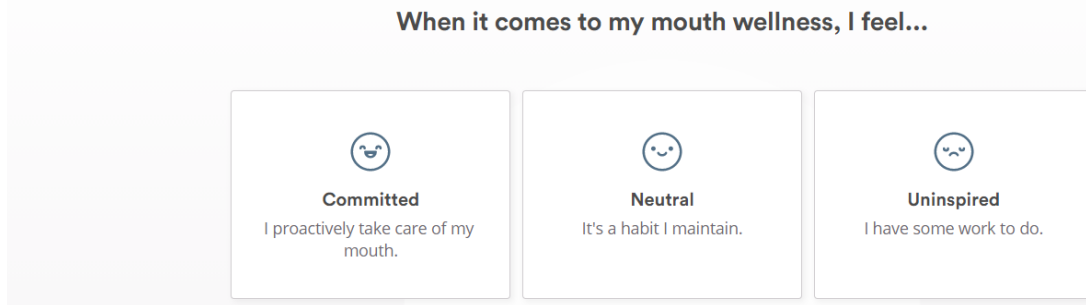 When it comes to my mouth wellness, I feel...
Committed
I proactively take care of my
mouth.
Neutral
It's a habit I maintain.
Uninspired
I have some work to do.